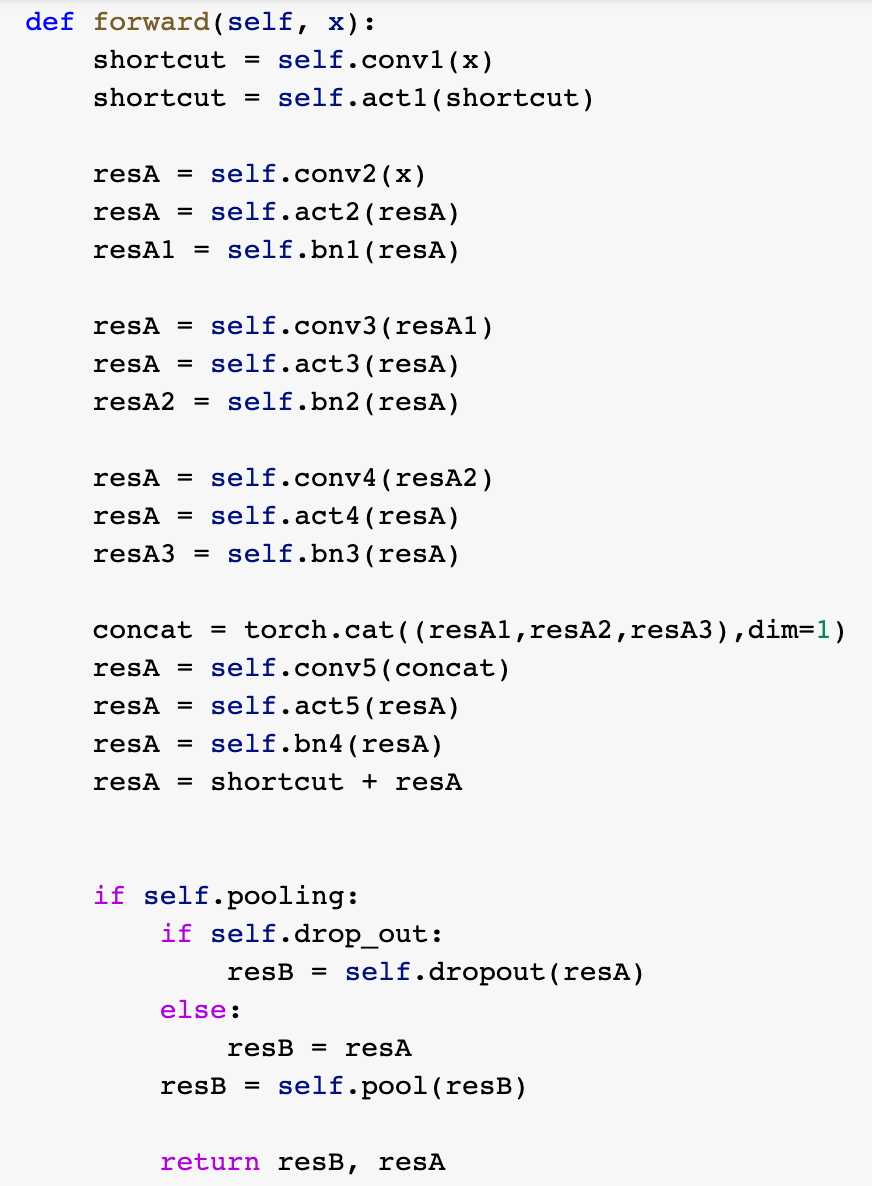 def forward(self, x):
    shortcut = self.conv1(x)
    shortcut = self.act1(shortcut)

    resA = self.conv2(x)
    resA = self.act2(resA)
    resA1 = self.bn1(resA)

    resA = self.conv3(resA1)
    resA = self.act3(resA)
    resA2 = self.bn2(resA)

    resA = self.conv4(resA2)
    resA = self.act4(resA)
    resA3 = self.bn3(resA)

    concat = torch.cat((resA1,resA2,resA3),dim=1)
    resA = self.conv5(concat)
    resA = self.act5(resA)
    resA = self.bn4(resA)
    resA = shortcut + resA


    if self.pooling:
        if self.drop_out:
            resB = self.dropout(resA)
        else:
            resB = resA
        resB = self.pool(resB)

        return resB, resA